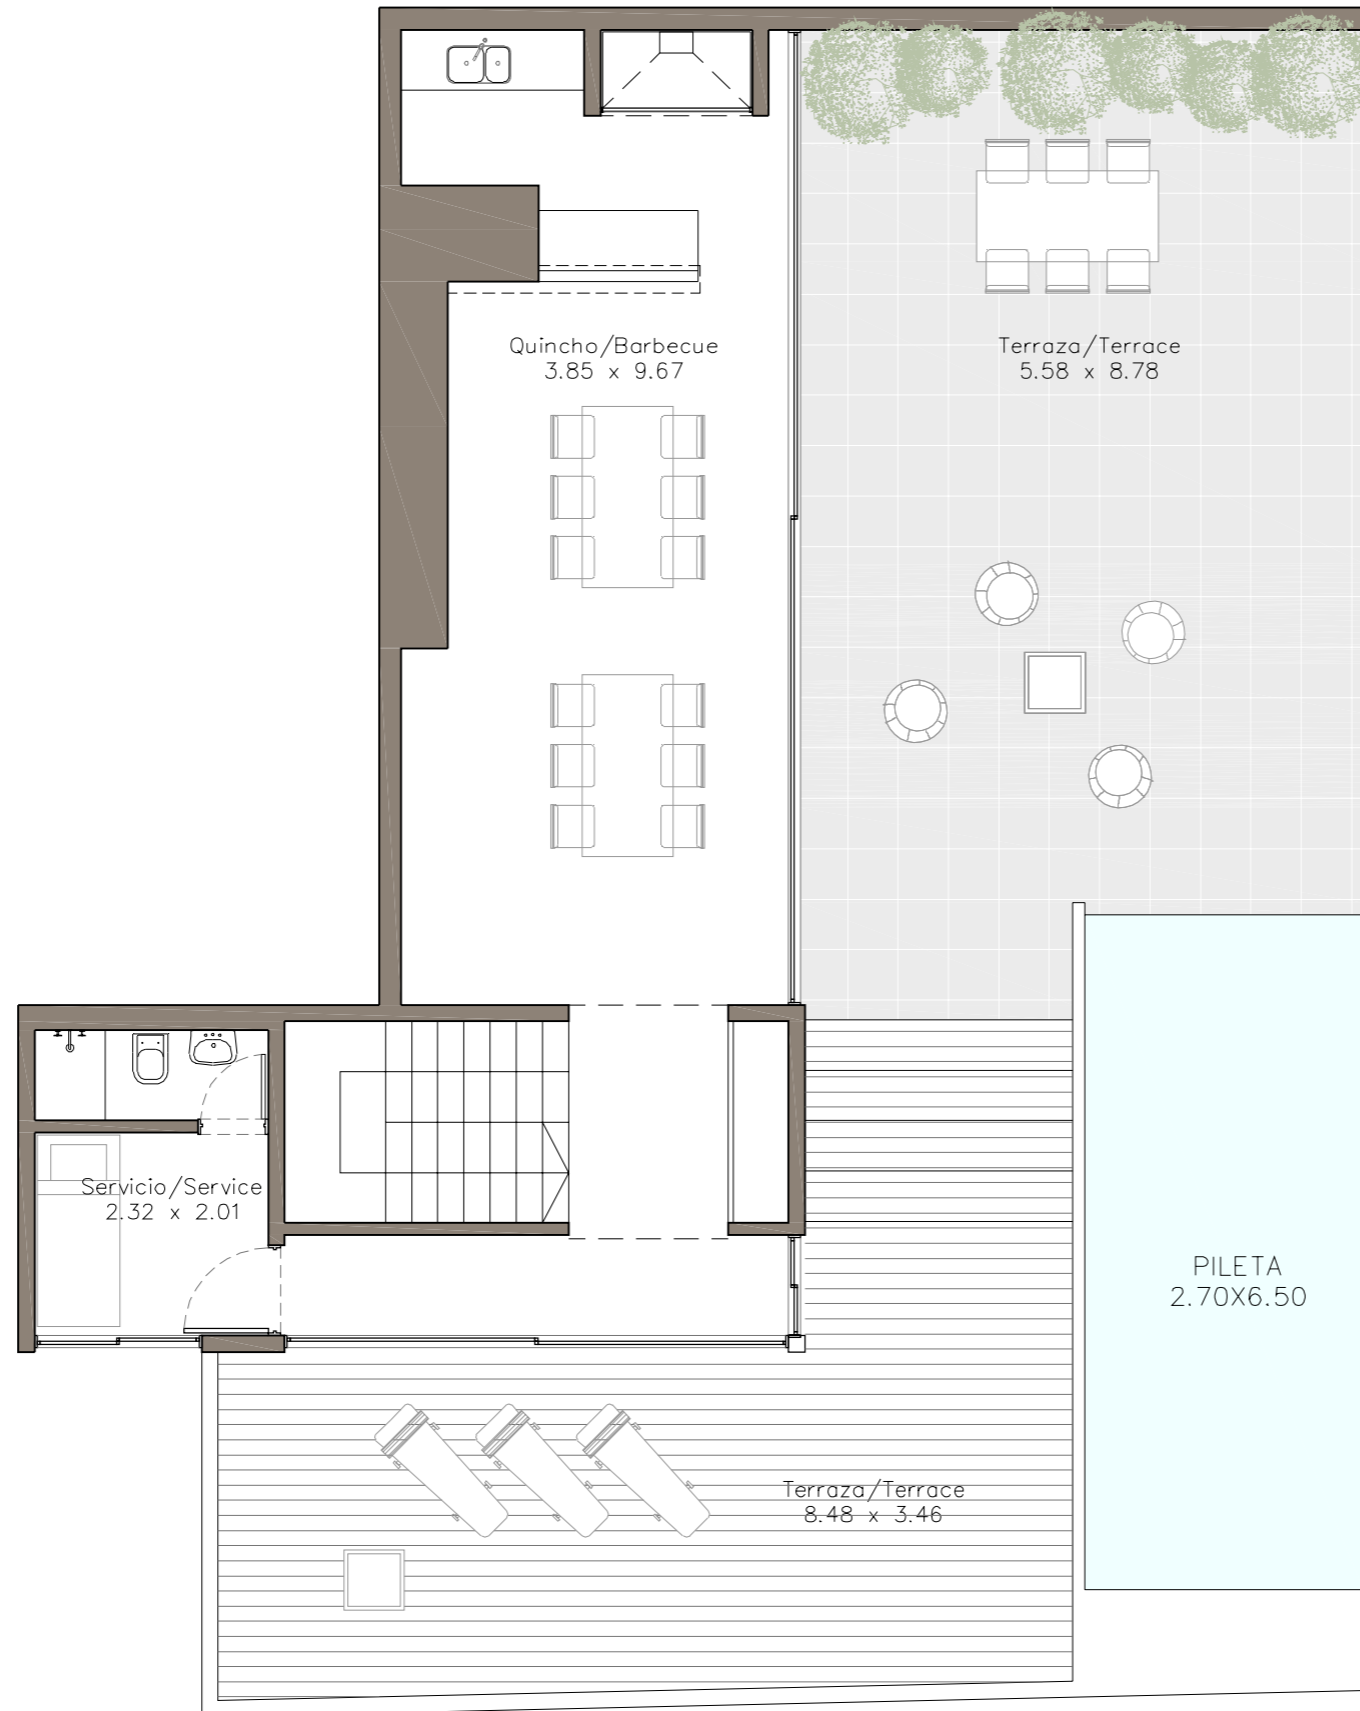 Quincho/Barbecue
3.85 x 9.67
Terraza/Terrace
5.58 x 8.78
Servicio/Service
2.32 x 2.01
PILETA
2.70X6.50
Terraza/Terrace
8.48 x 3.46